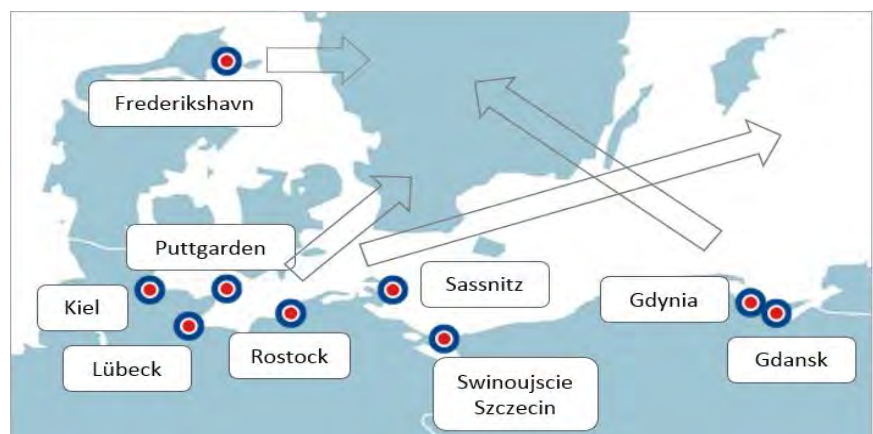 Frederikshavn
Puttgarden
Kiel
Sassnitz
Gdynia
Lübeck
Rostock
Swinoujscie
Szczecin
Gdansk